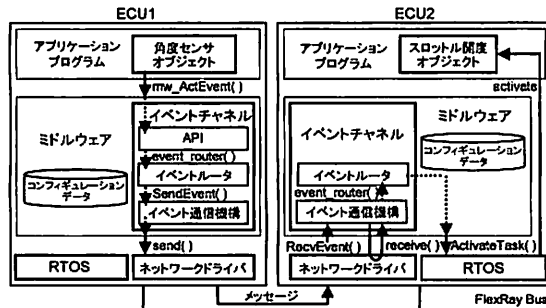 ECU1
アプリケーション
プログラム
角度センサ
オブジェクト
mw_ActEvent()
ミドルウェア
コンフィギュレーション
データ
イベントチャネル
API
event_router()
イベントルータ
SendEvent()
イベント通信機構
send()
RTOS
ネットワークドライバ
ECU2
アプリケーション
プログラム
スロットル開度
オブジェクト
activate
イベントチャネル
ミドルウェア
コンフィギュレーション
データ
イベントルータ
event_router()
イベント通信機構
RecvEvent()
receive()
ActivateTask()
ネットワークドライバ
RTOS
メッセージ
FlexRay Bus